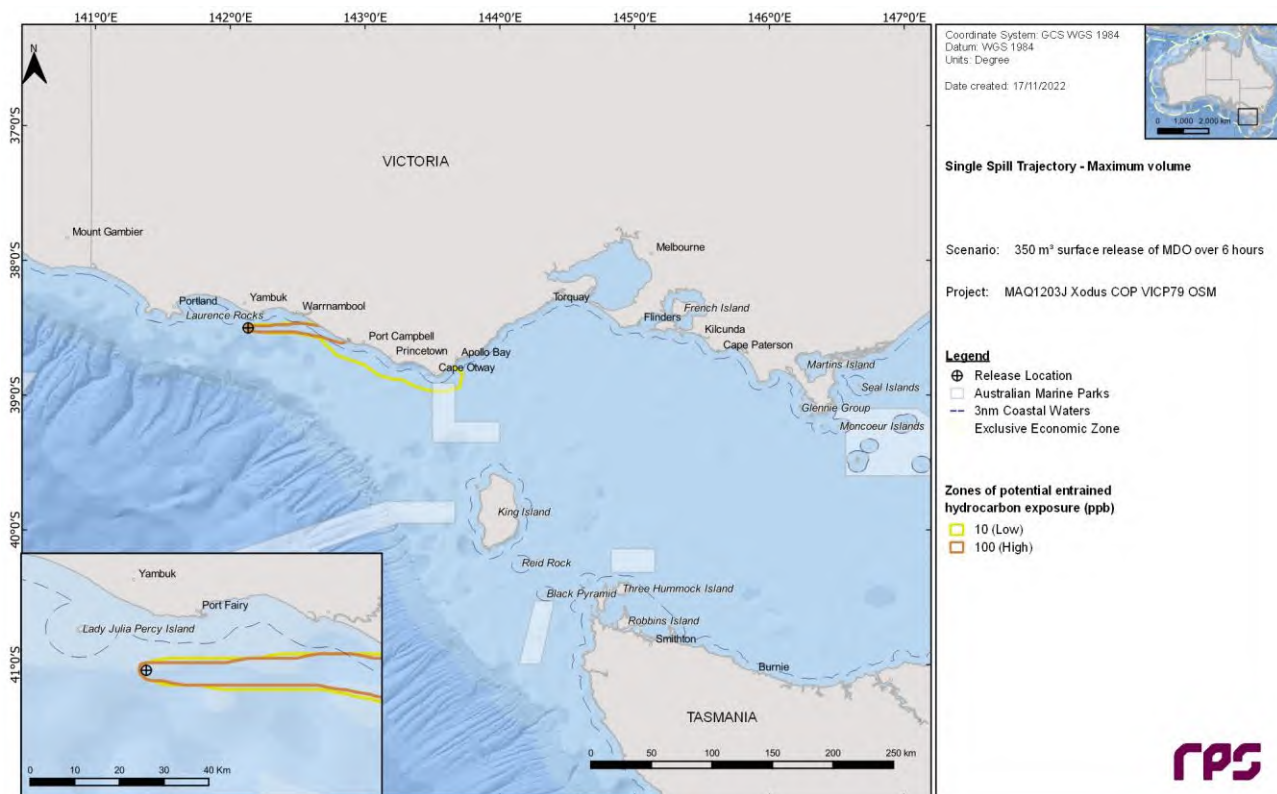 141°0'E 142°0'E 143°0'E 144°0'E 145°0'E 146°0'E 147°0'E
N
37°0'S
38°0'S
39°0'S
40°0'S
41°0'S
VICTORIA
Mount Gambier
Melbourne
Portland
Yambuk
Warrnambool
Laurence Rocks
Torquay
French Island
Flinders
Kilcunda
Port Campbell
Princetown
Apollo Bay
Cape Otway
Cape Paterson
Martins Island
Seal Islands
Glennie Group
Moncoeur Islands
King Island
Reid Rock
Black Pyramid
Three Hummock Island
Robbins Island
Smithton
Burnie
TASMANIA
0 50 100 150 200 250 km
Yambuk
Port Fairy
Lady Julia Percy Island
0 10 20 30 40 Km
Coordinate System: GCS WGS 1984
Datum: WGS 1984
Units: Degree
Date created: 17/11/2022
0 1,000 2,000 km
Single Spill Trajectory - Maximum volume
Scenario: 350 m³ surface release of MDO over 6 hours
Project: MAQ1203J Xodus COP VICP79 OSM
Legend
Release Location
Australian Marine Parks
3nm Coastal Waters
Exclusive Economic Zone
Zones of potential entrained
hydrocarbon exposure (ppb)
10 (Low)
100 (High)
rps